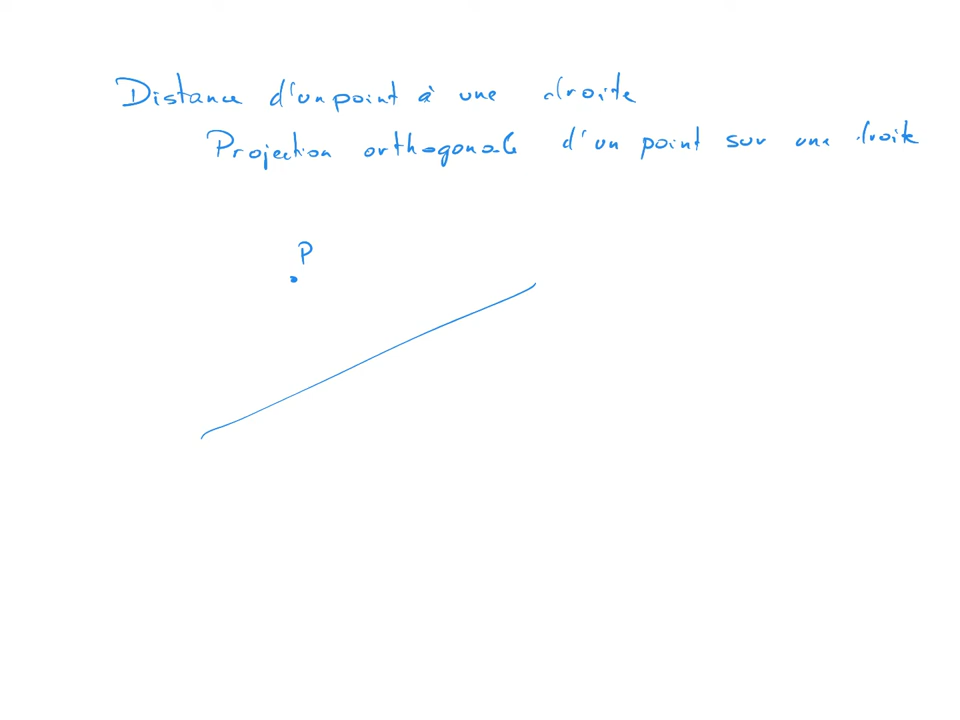 Distance d'un point à une droite
Projection orthogonale d'un point sur une droite
P